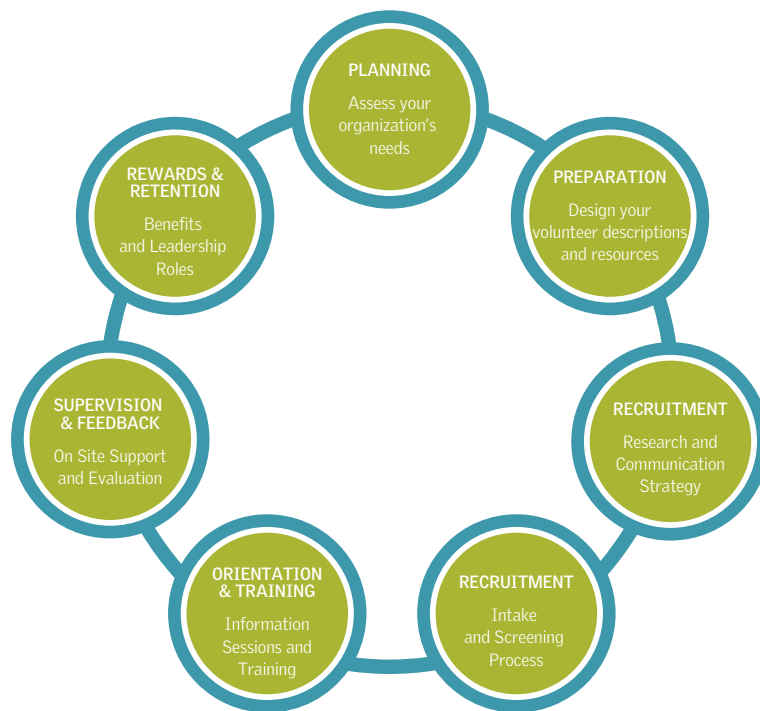 PLANNING
Assess your
organization's
needs
PREPARATION
Design your
volunteer descriptions
and resources
RECRUITMENT
Research and
Communication
Strategy
RECRUITMENT
Intake
and Screening
Process
ORIENTATION
& TRAINING
Information
Sessions and
Training
SUPERVISION
& FEEDBACK
On Site Support
and Evaluation
REWARDS &
RETENTION
Benefits
and Leadership
Roles